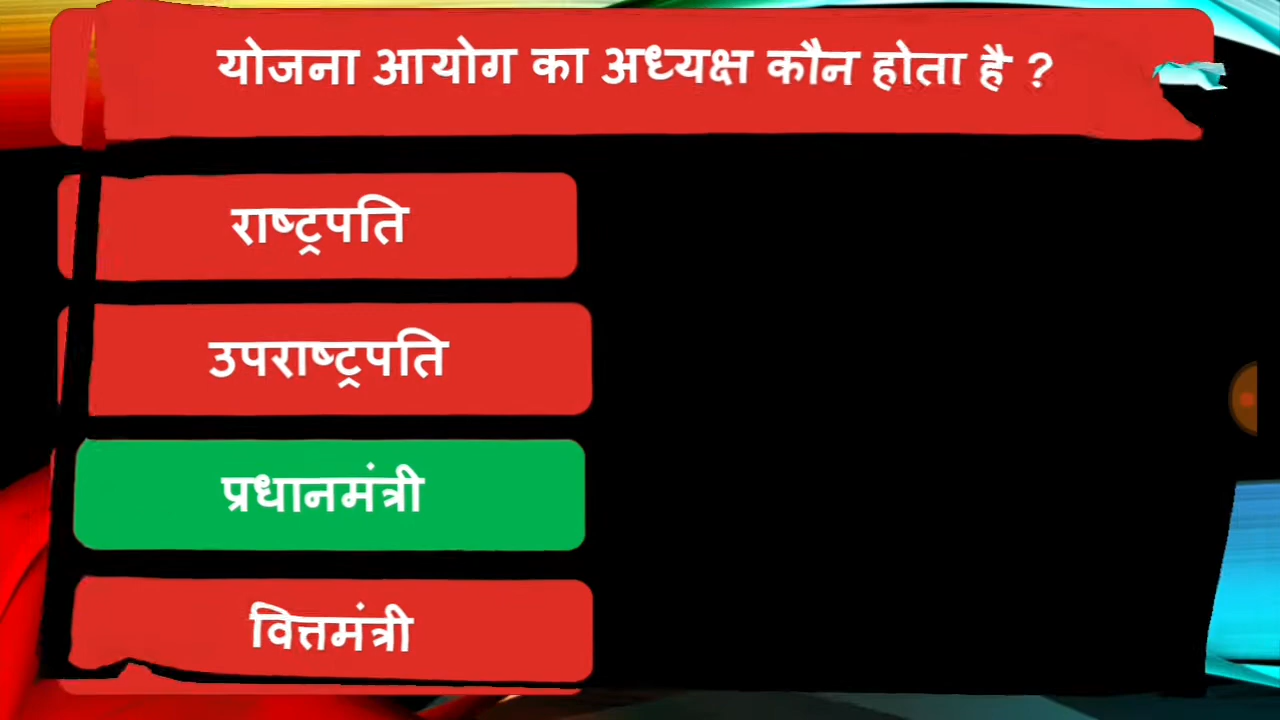 योजना आयोग का अध्यक्ष कौन होता है ?
राष्ट्रपति
उपराष्ट्रपति
प्रधानमंत्री
वित्तमंत्री